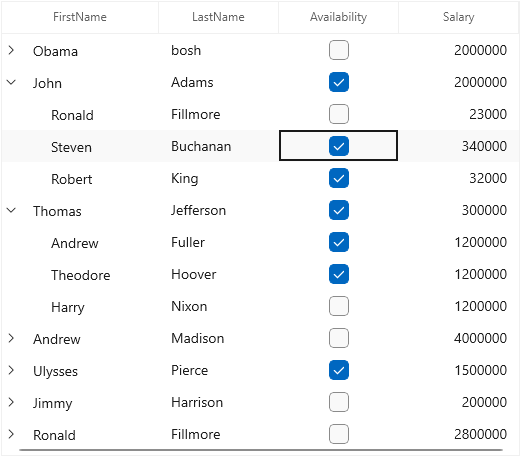 FirstName LastName Availability Salary
Obama bosh 2000000
John Adams 2000000
Ronald Fillmore 23000
Steven Buchanan 340000
Robert King 32000
Thomas Jefferson 300000
Andrew Fuller 1200000
Theodore Hoover 1200000
Harry Nixon 1200000
Andrew Madison 4000000
Ulysses Pierce 1500000
Jimmy Harrison 200000
Ronald Fillmore 2800000